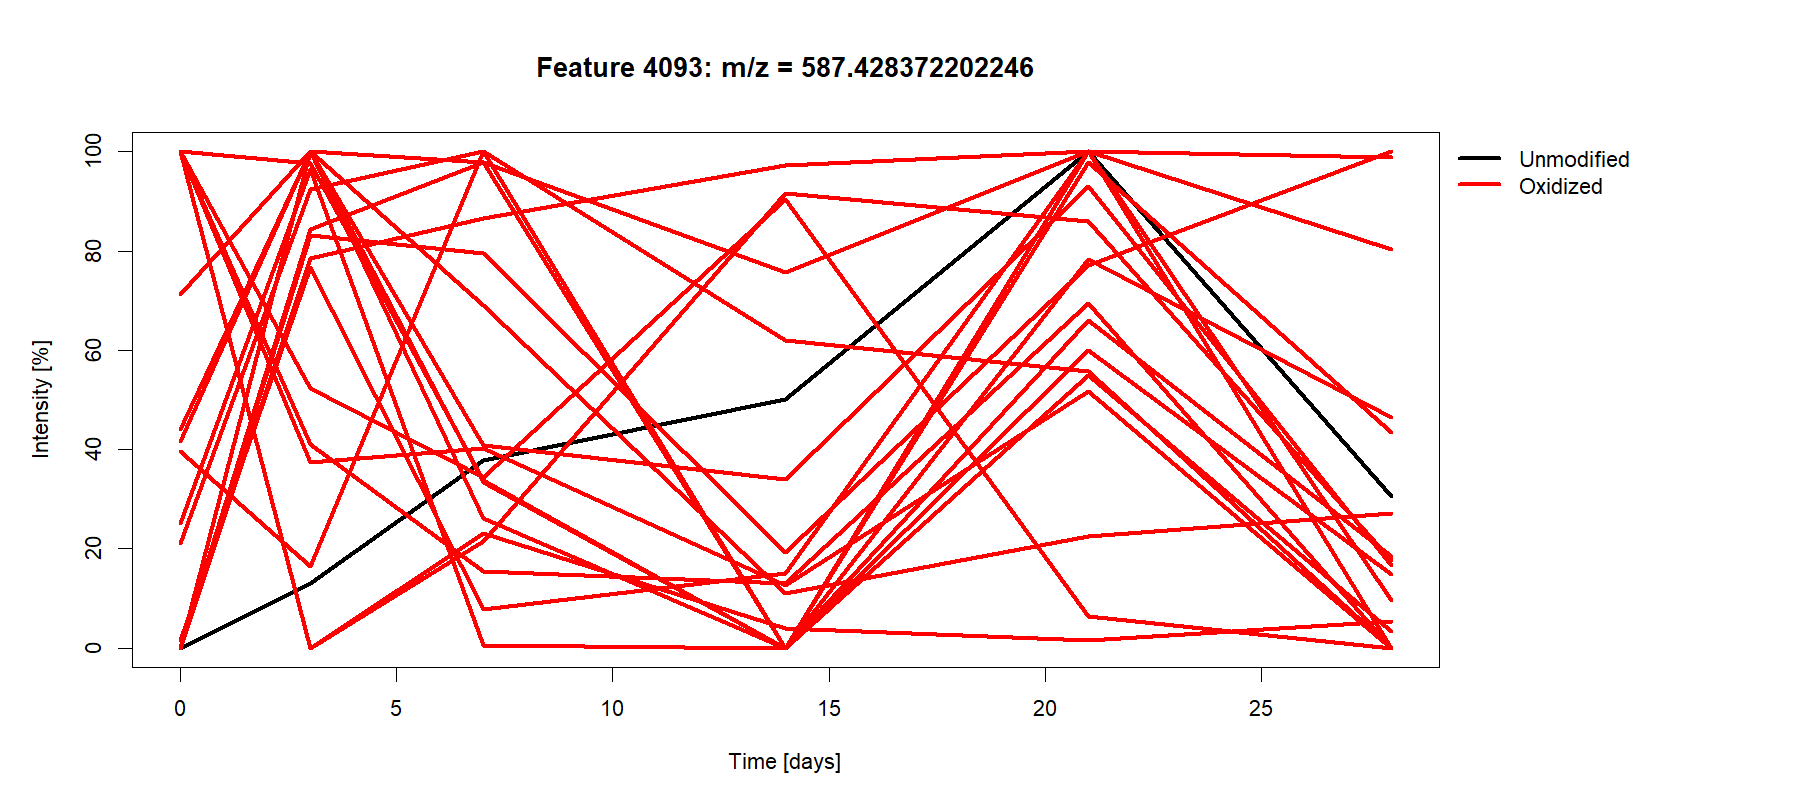 Feature 4093: m/z = 587.428372202246
Unmodified
Oxidized
Intensity [%]
100
80
60
40
20
0
0 5 10 15 20 25
Time [days]